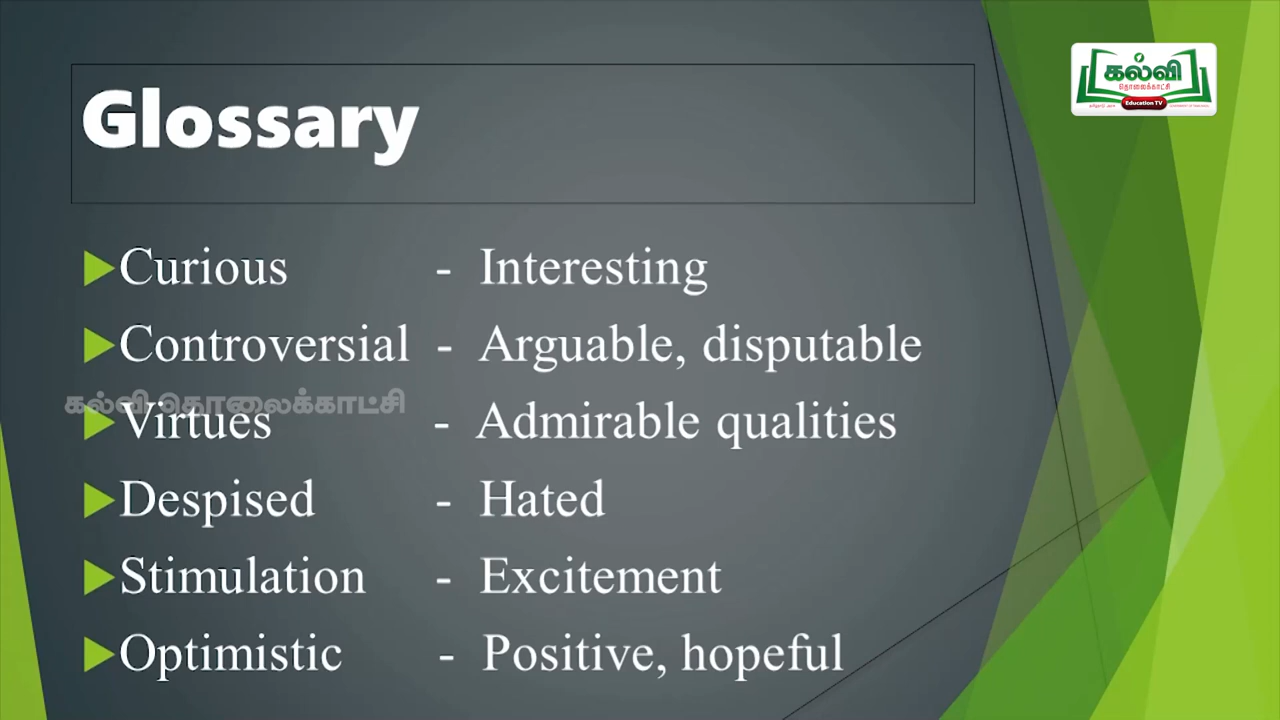 கல்வி
தொலைக்காட்சி
Education TV
Glossary
Curious - Interesting
Controversial - Arguable, disputable
கல்வி தொலைக்காட்சி
Virtues - Admirable qualities
Despised - Hated
Stimulation - Excitement
Optimistic - Positive, hopeful